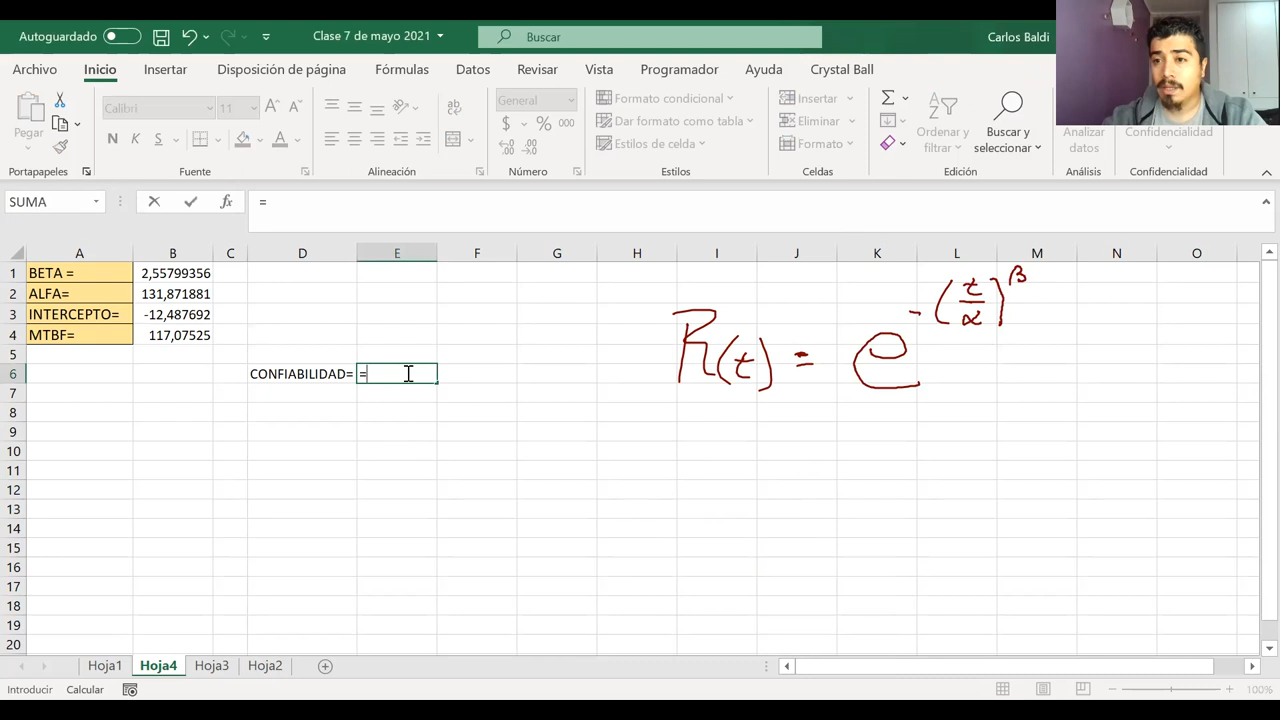 Autoguardado Clase 7 de mayo 2021 Buscar Carlos Baldi
Archivo Inicio Insertar Disposición de página Fórmulas Datos Revisar Vista Programador Ayuda Crystal Ball
Calibri 11 General Formato condicional Insertar
Pegar N K S $ % 000 Dar formato como tabla Eliminar Ordenar y filtrar Buscar y seleccionar Analizar datos Confidencialidad
Estilos de celda Formato
Portapapeles Fuente Alineación Número Estilos Celdas Edición Análisis Confidencialidad
SUMA fx =
A B C D E F G H I J K L M N O
1 BETA = 2,55799356
2 ALFA= 131,871881
3 INTERCEPTO= -12,487692
4 MTBF= 117,07525
5
6 CONFIABILIDAD= =
7
8
9
10
11
12
13
14
15
16
17
18
19
20
R(t) = e^-(t/α)^β
Hoja1 Hoja4 Hoja3 Hoja2
Introducir Calcular 100%